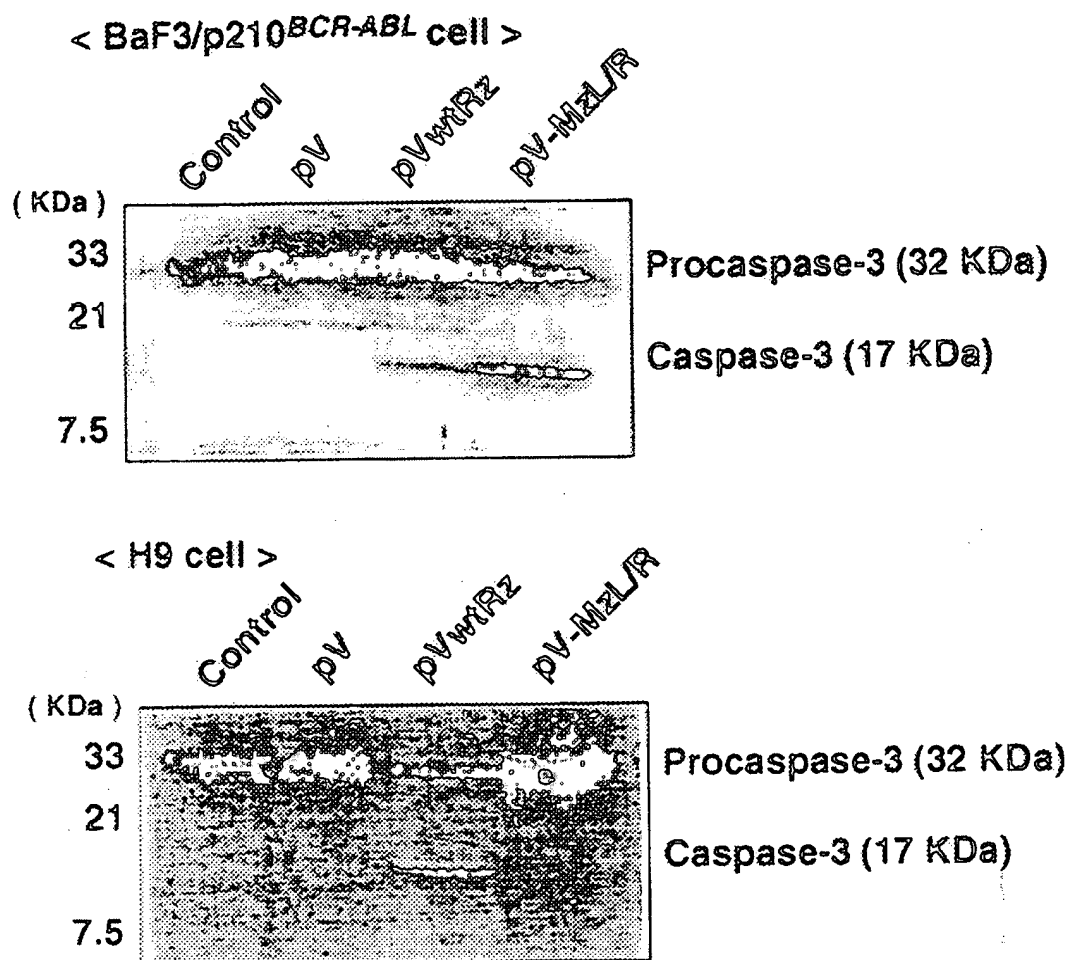 < BaF3/p210BCR-ABL cell >
Control pV pVwtRz pV-MzL/R
( KDa )
33 Procaspase-3 (32 KDa)
21
Caspase-3 (17 KDa)
7.5
< H9 cell >
Control pV pVwtRz pV-MzL/R
( KDa )
33 Procaspase-3 (32 KDa)
21
Caspase-3 (17 KDa)
7.5